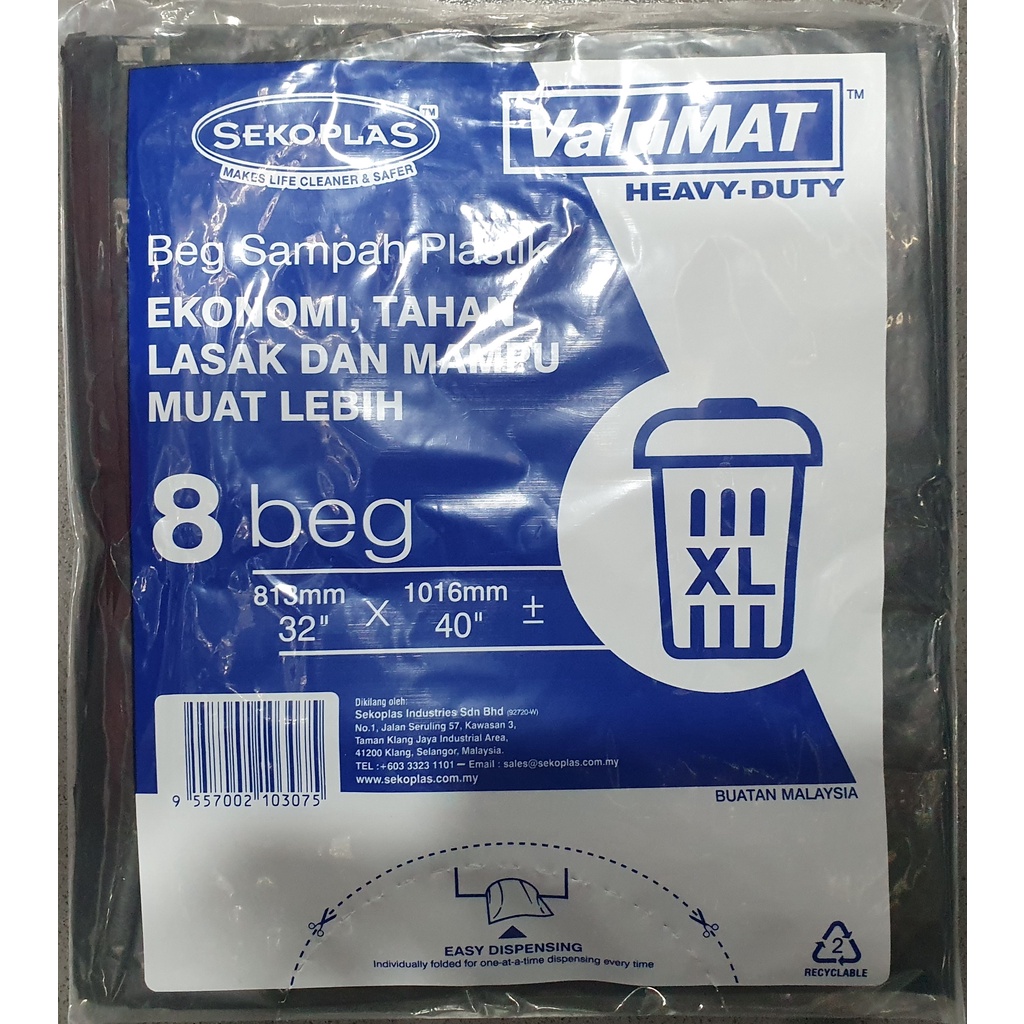 SEKOPLAS™
MAKES LIFE CLEANER & SAFER
ValuMAT™
HEAVY-DUTY
Beg Sampah Plastik
EKONOMI, TAHAN
LASAK DAN MAMPU
MUAT LEBIH
8 beg
813mm X 1016mm ±
32" 40"
XL
Dikilang oleh:
Sekoplas Industries Sdn Bhd (92720-W)
No.1, Jalan Seruling 57, Kawasan 3,
Taman Klang Jaya Industrial Area,
41200 Klang, Selangor, Malaysia.
TEL :+603 3323 1101 – Email : sales@sekoplas.com.my
www.sekoplas.com.my
9 557002 103075
BUATAN MALAYSIA
EASY DISPENSING
Individually folded for one-at-a-time dispensing every time
2
RECYCLABLE